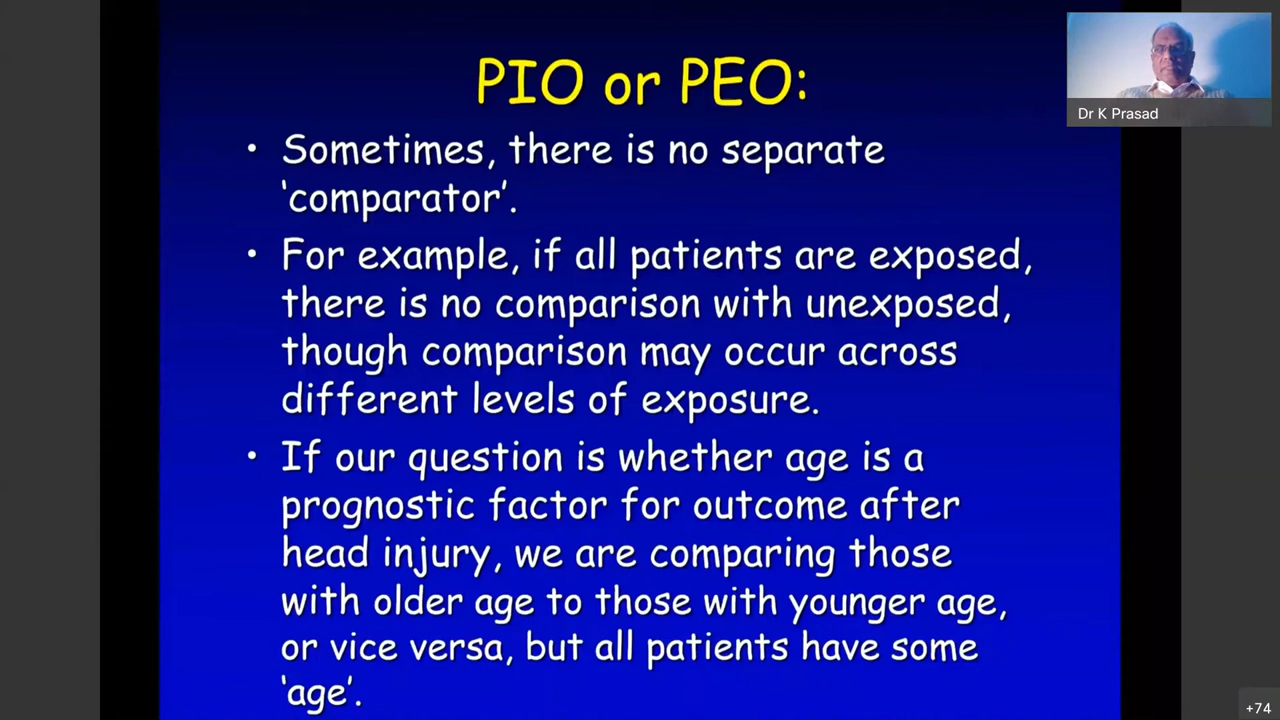 PIO or PEO:
• Sometimes, there is no separate
‘comparator’.
• For example, if all patients are exposed,
there is no comparison with unexposed,
though comparison may occur across
different levels of exposure.
• If our question is whether age is a
prognostic factor for outcome after
head injury, we are comparing those
with older age to those with younger age,
or vice versa, but all patients have some
‘age’.
Dr K Prasad
+74